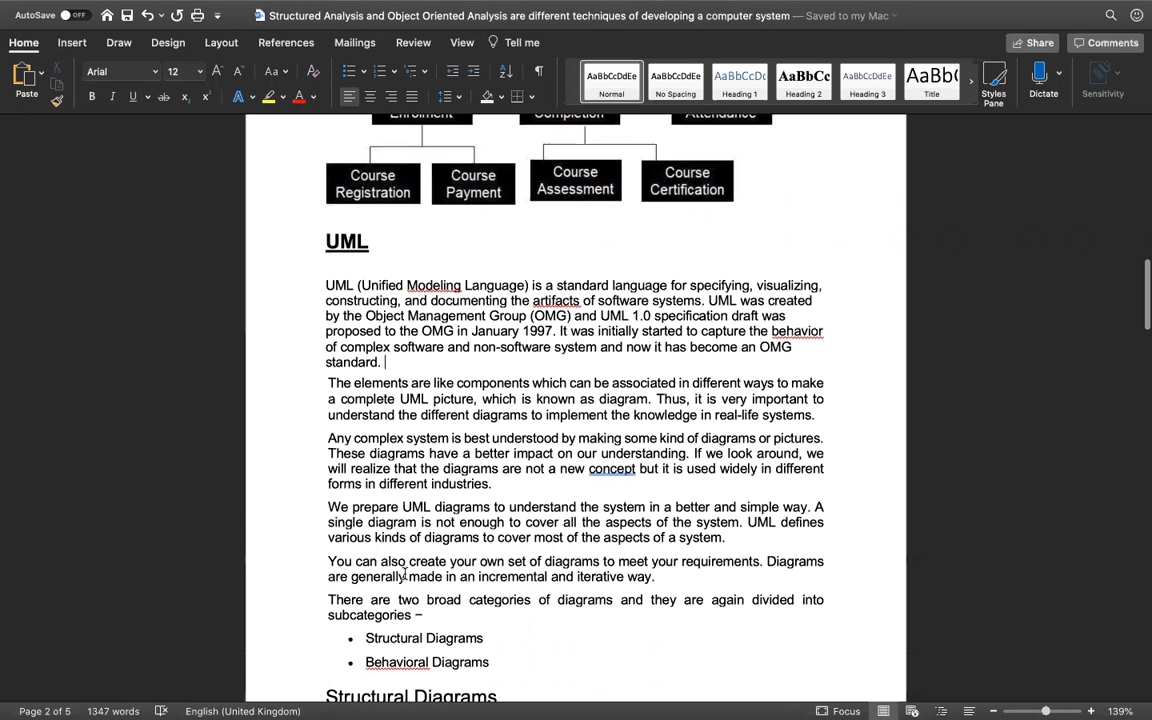 AutoSave OFF Structured Analysis and Object Oriented Analysis are different techniques of developing a computer system — Saved to my Mac
Home Insert Draw Design Layout References Mailings Review View Tell me Share Comments
Paste Arial 12 A A Aa A AaBbCcDdEe AaBbCcDdEe AaBbCcDc AaBbCc AaBbCcDdEe AaBb(
B I U ab x₂ x² A A Normal No Spacing Heading 1 Heading 2 Heading 3 Title Styles Pane Dictate Sensitivity
Enrolment Completion Attendance
Course Registration Course Payment Course Assessment Course Certification
UML
UML (Unified Modeling Language) is a standard language for specifying, visualizing,
constructing, and documenting the artifacts of software systems. UML was created
by the Object Management Group (OMG) and UML 1.0 specification draft was
proposed to the OMG in January 1997. It was initially started to capture the behavior
of complex software and non-software system and now it has become an OMG
standard.
The elements are like components which can be associated in different ways to make
a complete UML picture, which is known as diagram. Thus, it is very important to
understand the different diagrams to implement the knowledge in real-life systems.
Any complex system is best understood by making some kind of diagrams or pictures.
These diagrams have a better impact on our understanding. If we look around, we
will realize that the diagrams are not a new concept but it is used widely in different
forms in different industries.
We prepare UML diagrams to understand the system in a better and simple way. A
single diagram is not enough to cover all the aspects of the system. UML defines
various kinds of diagrams to cover most of the aspects of a system.
You can also create your own set of diagrams to meet your requirements. Diagrams
are generally made in an incremental and iterative way.
There are two broad categories of diagrams and they are again divided into
subcategories −
• Structural Diagrams
• Behavioral Diagrams
Structural Diagrams
Page 2 of 5 1347 words English (United Kingdom) Focus 139%